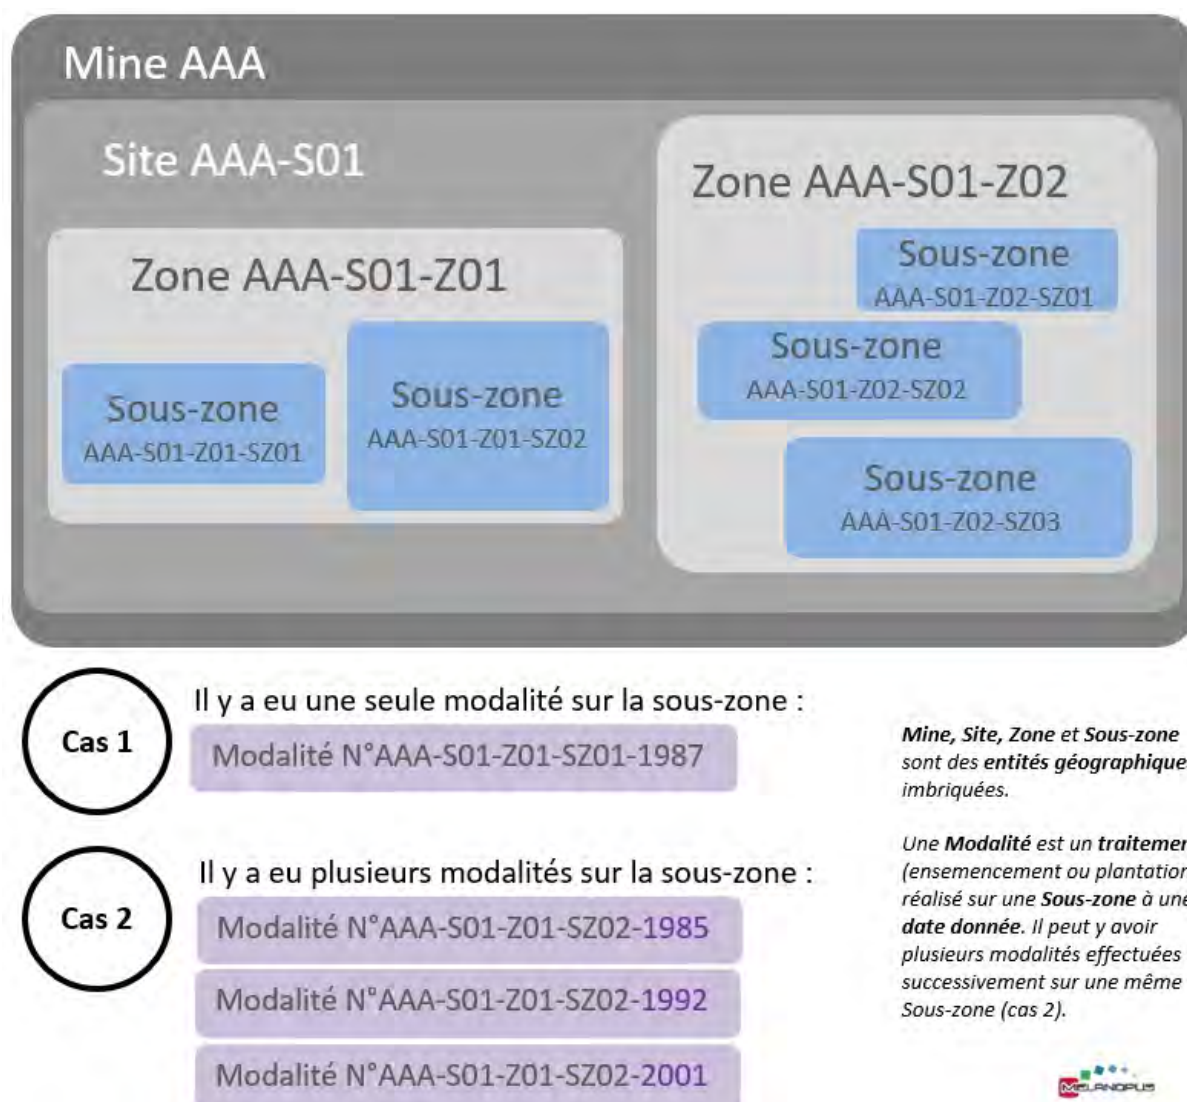 Mine AAA
Site AAA-S01
Zone AAA-S01-Z01
Sous-zone
AAA-S01-Z01-SZ01
Sous-zone
AAA-S01-Z01-SZ02
Zone AAA-S01-Z02
Sous-zone
AAA-S01-Z02-SZ01
Sous-zone
AAA-S01-Z02-SZ02
Sous-zone
AAA-S01-Z02-SZ03
Cas 1
Il y a eu une seule modalité sur la sous-zone :
Modalité N°AAA-S01-Z01-SZ01-1987
Cas 2
Il y a eu plusieurs modalités sur la sous-zone :
Modalité N°AAA-S01-Z01-SZ02-1985
Modalité N°AAA-S01-Z01-SZ02-1992
Modalité N°AAA-S01-Z01-SZ02-2001
Mine, Site, Zone et Sous-zone
sont des entités géographique
imbriquées.
Une Modalité est un traitemen
(ensemencement ou plantation
réalisé sur une Sous-zone à une
date donnée. Il peut y avoir
plusieurs modalités effectuées
successivement sur une même
Sous-zone (cas 2).
MELANOPUS